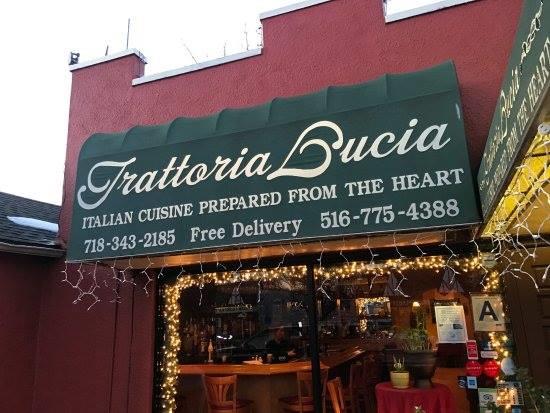 Trattoria Lucia
ITALIAN CUISINE PREPARED FROM THE HEART
718-343-2185 Free Delivery 516-775-4388
A